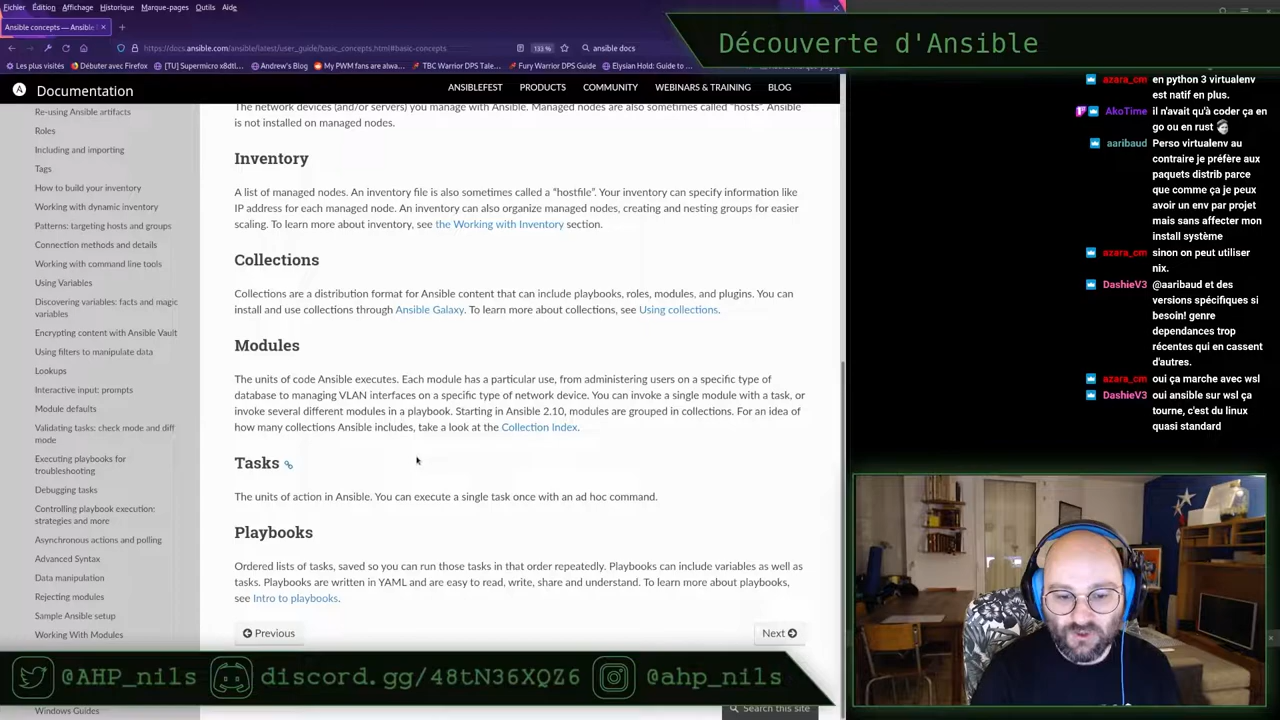 Fichier Édition Affichage Historique Marque-pages Outils Aide
Ansible concepts — Ansible
https://docs.ansible.com/ansible/latest/user_guide/basic_concepts.html#basic-concepts
133 %
ansible docs
Les plus visités
Débuter avec Firefox
[TU] Supermicro x8dtl…
Andrew's Blog
My PWM fans are alwa…
TBC Warrior DPS Tale…
Fury Warrior DPS Guide
Elysian Hold: Guide to …
Documentation
ANSIBLEFEST
PRODUCTS
COMMUNITY
WEBINARS & TRAINING
BLOG
Re-using Ansible artifacts
Roles
Including and importing
Tags
How to build your inventory
Working with dynamic inventory
Patterns: targeting hosts and groups
Connection methods and details
Working with command line tools
Using Variables
Discovering variables: facts and magic
variables
Encrypting content with Ansible Vault
Using filters to manipulate data
Lookups
Interactive input: prompts
Module defaults
Validating tasks: check mode and diff
mode
Executing playbooks for
troubleshooting
Debugging tasks
Controlling playbook execution:
strategies and more
Asynchronous actions and polling
Advanced Syntax
Data manipulation
Rejecting modules
Sample Ansible setup
Working With Modules
Windows Guides
The network devices (and/or servers) you manage with Ansible. Managed nodes are also sometimes called "hosts". Ansible
is not installed on managed nodes.
Inventory
A list of managed nodes. An inventory file is also sometimes called a "hostfile". Your inventory can specify information like
IP address for each managed node. An inventory can also organize managed nodes, creating and nesting groups for easier
scaling. To learn more about inventory, see the Working with Inventory section.
Collections
Collections are a distribution format for Ansible content that can include playbooks, roles, modules, and plugins. You can
install and use collections through Ansible Galaxy. To learn more about collections, see Using collections.
Modules
The units of code Ansible executes. Each module has a particular use, from administering users on a specific type of
database to managing VLAN interfaces on a specific type of network device. You can invoke a single module with a task, or
invoke several different modules in a playbook. Starting in Ansible 2.10, modules are grouped in collections. For an idea of
how many collections Ansible includes, take a look at the Collection Index.
Tasks
The units of action in Ansible. You can execute a single task once with an ad hoc command.
Playbooks
Ordered lists of tasks, saved so you can run those tasks in that order repeatedly. Playbooks can include variables as well as
tasks. Playbooks are written in YAML and are easy to read, write, share and understand. To learn more about playbooks,
see Intro to playbooks.
Previous
Next
Search this site
Découverte d'Ansible
azara_cm en python 3 virtualenv
est natif en plus.
AkoTime il n'avait qu'à coder ça en
go ou en rust
aaribaud Perso virtualenv au
contraire je préfère aux
paquets distrib parce
que comme ça je peux
avoir un env par projet
mais sans affecter mon
install système
azara_cm sinon on peut utiliser
nix.
DashieV3 @aaribaud et des
versions spécifiques si
besoin! genre
dependances trop
récentes qui en cassent
d'autres.
azara_cm oui ça marche avec wsl
DashieV3 oui ansible sur wsl ça
tourne, c'est du linux
quasi standard
@AHP_nils
discord.gg/48tN36XQZ6
@ahp_nils